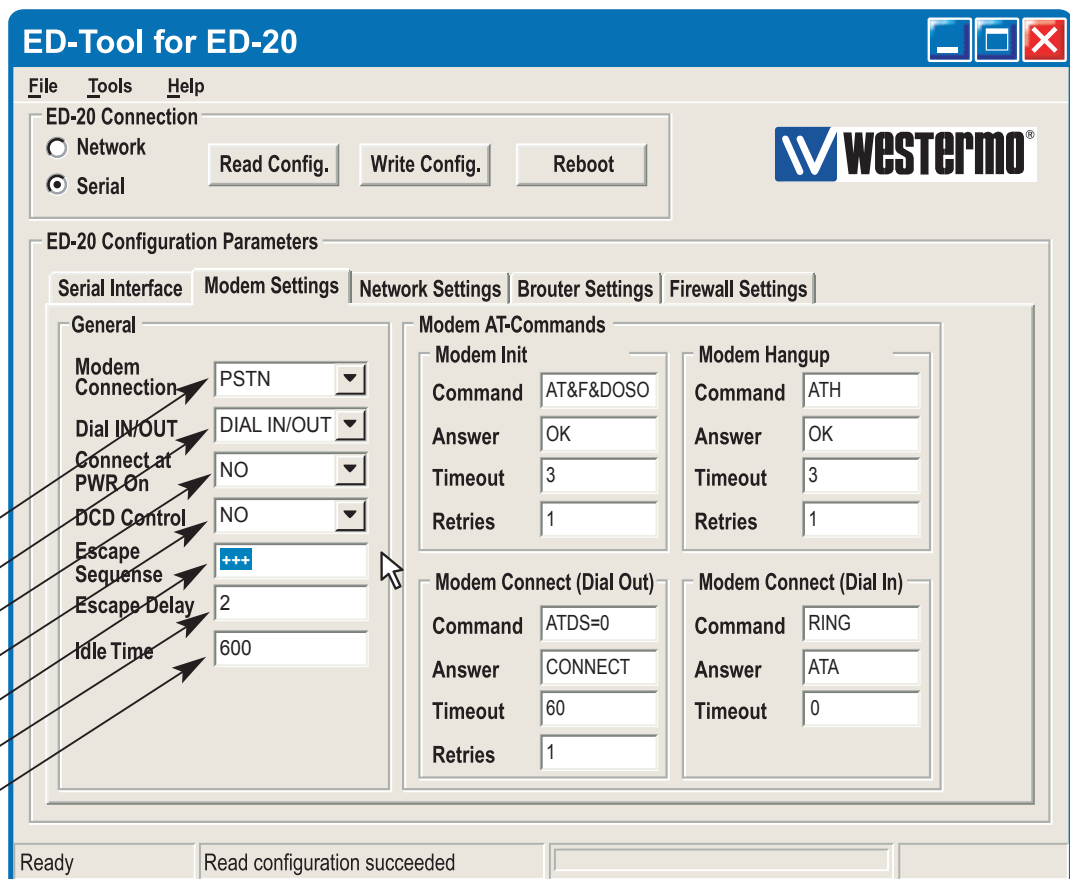 ED-Tool for ED-20
File Tools Help
ED-20 Connection
Network
Serial
Read Config. Write Config. Reboot
Westermo®
ED-20 Configuration Parameters
Serial Interface Modem Settings Network Settings Brouter Settings Firewall Settings
General
Modem Connection PSTN
Dial IN/OUT DIAL IN/OUT
Connect at PWR On NO
DCD Control NO
Escape Sequense +++
Escape Delay 2
Idle Time 600
Modem AT-Commands
Modem Init
Command AT&F&DOSO
Answer OK
Timeout 3
Retries 1
Modem Hangup
Command ATH
Answer OK
Timeout 3
Retries 1
Modem Connect (Dial Out)
Command ATDS=0
Answer CONNECT
Timeout 60
Retries 1
Modem Connect (Dial In)
Command RING
Answer ATA
Timeout 0
Ready Read configuration succeeded